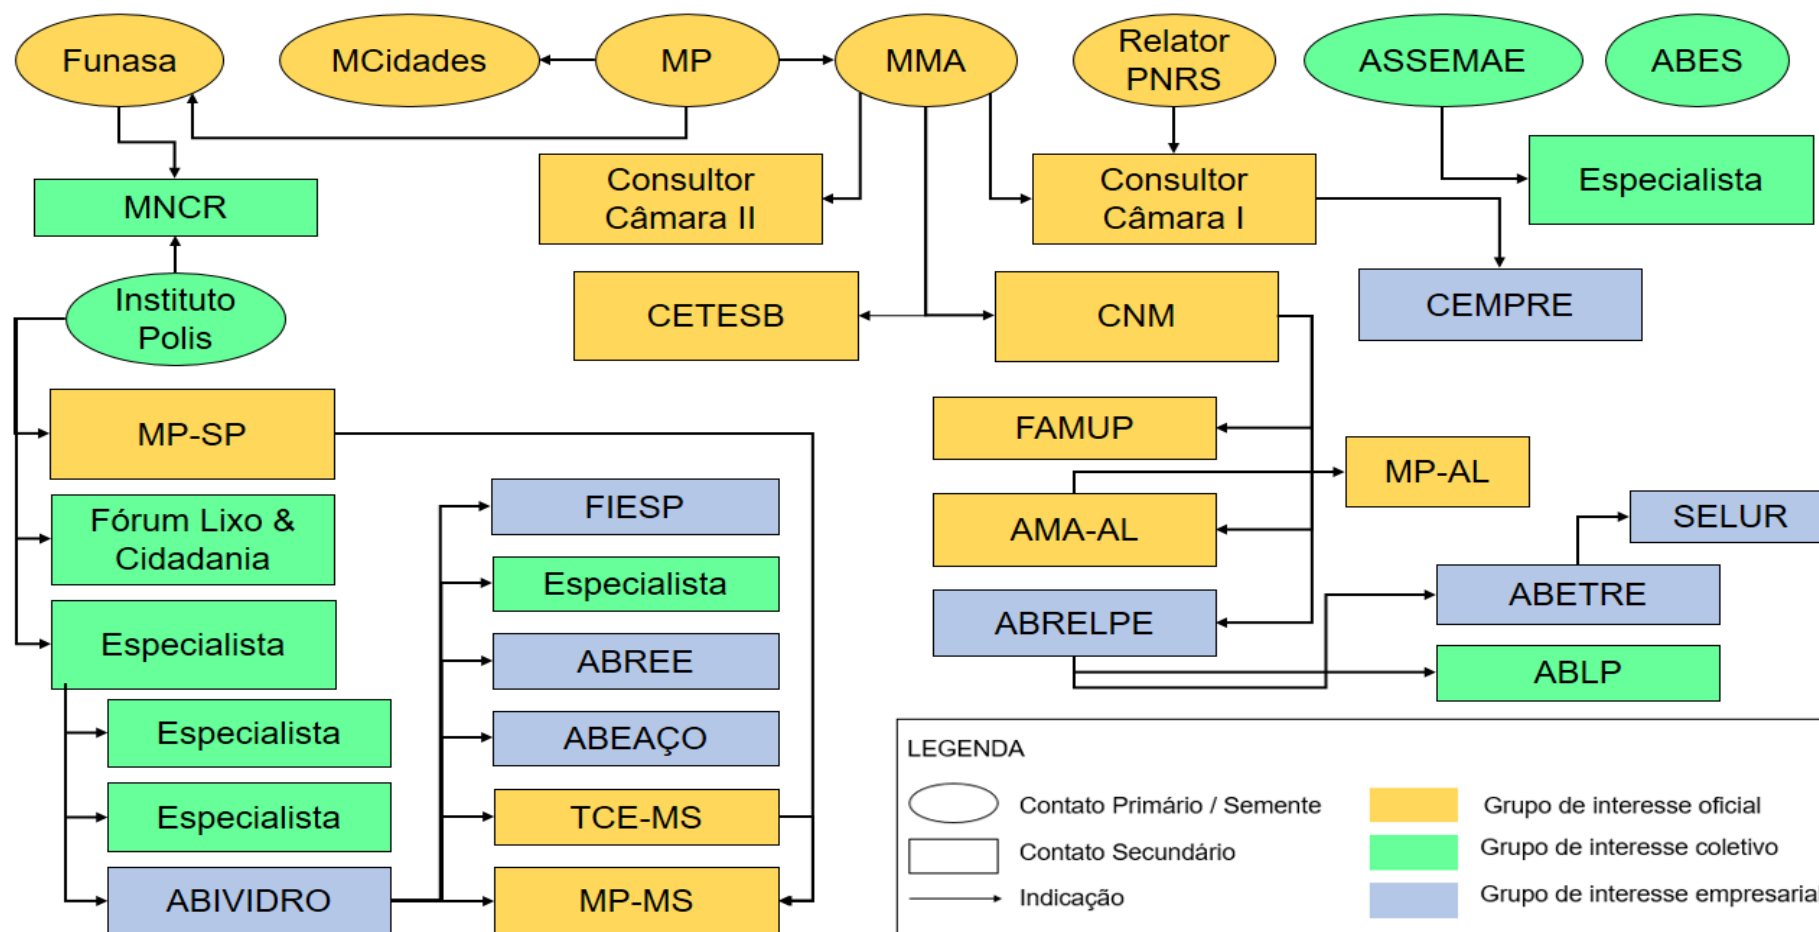 Funasa
MCidades
MP
MMA
Relator
PNRS
ASSEMAE
ABES
Consultor
Câmara II
Consultor
Câmara I
Especialista
MNCR
Instituto
Polis
CETESB
CNM
CEMPRE
MP-SP
FAMUP
MP-AL
Fórum Lixo &
Cidadania
FIESP
AMA-AL
SELUR
Especialista
Especialista
ABREE
ABRELPE
ABETRE
ABLP
Especialista
ABEAÇO
Especialista
TCE-MS
ABIVIDRO
MP-MS
LEGENDA
Contato Primário / Semente
Contato Secundário
Indicação
Grupo de interesse oficial
Grupo de interesse coletivo
Grupo de interesse empresarial